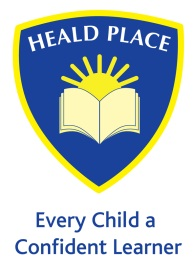 HEALD PLACE
Every Child a
Confident Learner